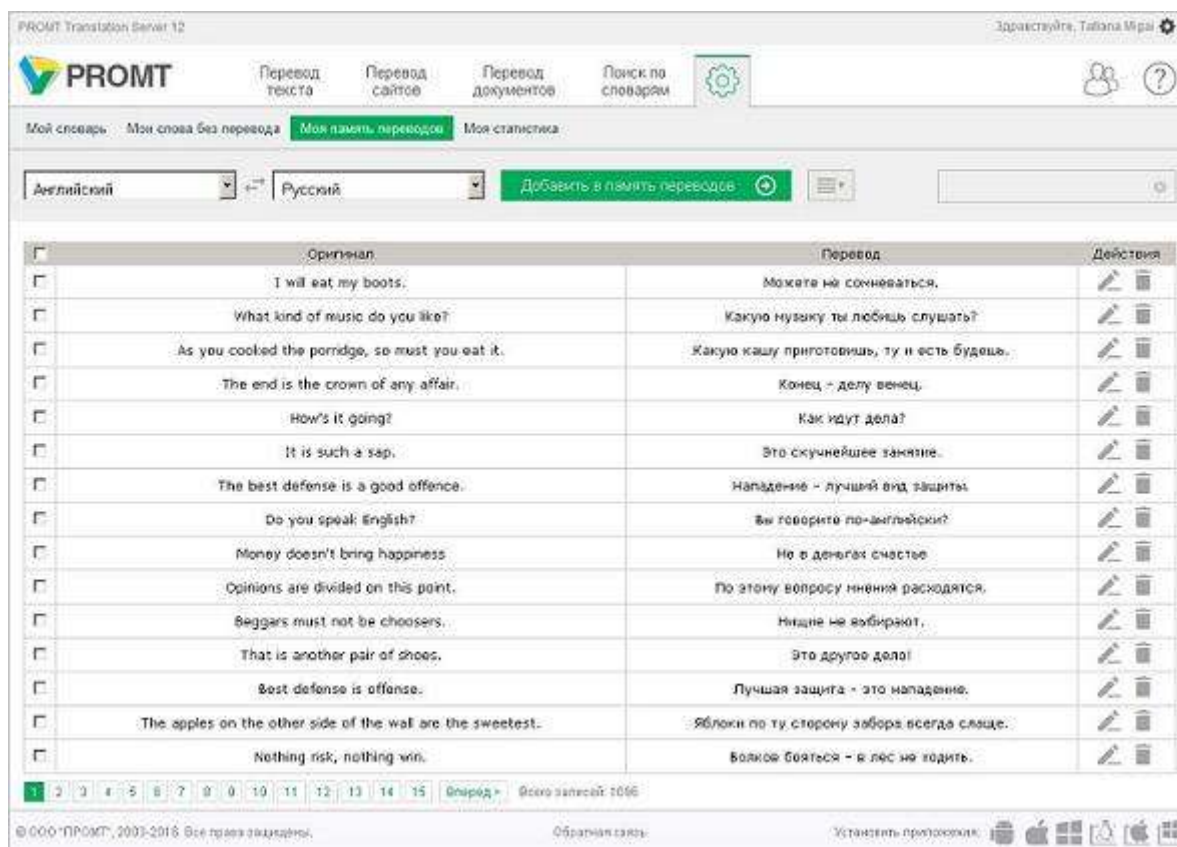 PROMT Translation Server 12
Здравствуйте, Tatiana Mipai
PROMT
Перевод текста
Перевод сайтов
Перевод документов
Поиск по словарям
Мой словарь Мои слова без перевода Моя память переводов Моя статистика
Английский Русский Добавить в память переводов
Оригинал Перевод Действия
I will eat my boots. Можете не сомневаться.
What kind of music do you like? Какую музыку ты любишь слушать?
As you cooked the porridge, so must you eat it. Какую кашу приготовишь, ту и есть будешь.
The end is the crown of any affair. Конец - делу венец.
How's it going? Как идут дела?
It is such a sap. Это скучнейшее занятие.
The best defense is a good offence. Нападение - лучший вид защиты.
Do you speak English? Вы говорите по-английски?
Money doesn't bring happiness Не в деньгах счастье
Opinions are divided on this point. По этому вопросу мнения расходятся.
Beggars must not be choosers. Нищие не выбирают.
That is another pair of shoes. Это другое дело!
Best defense is offense. Лучшая защита - это нападение.
The apples on the other side of the wall are the sweetest. Яблоки по ту сторону забора всегда слаще.
Nothing risk, nothing win. Волков бояться - в лес не ходить.
1 2 3 4 5 6 7 8 9 10 11 12 13 14 15 Вперед » Всего записей: 1096
© ООО "ПРОМТ", 2003-2016. Все права защищены. Обратная связь Установить приложения: